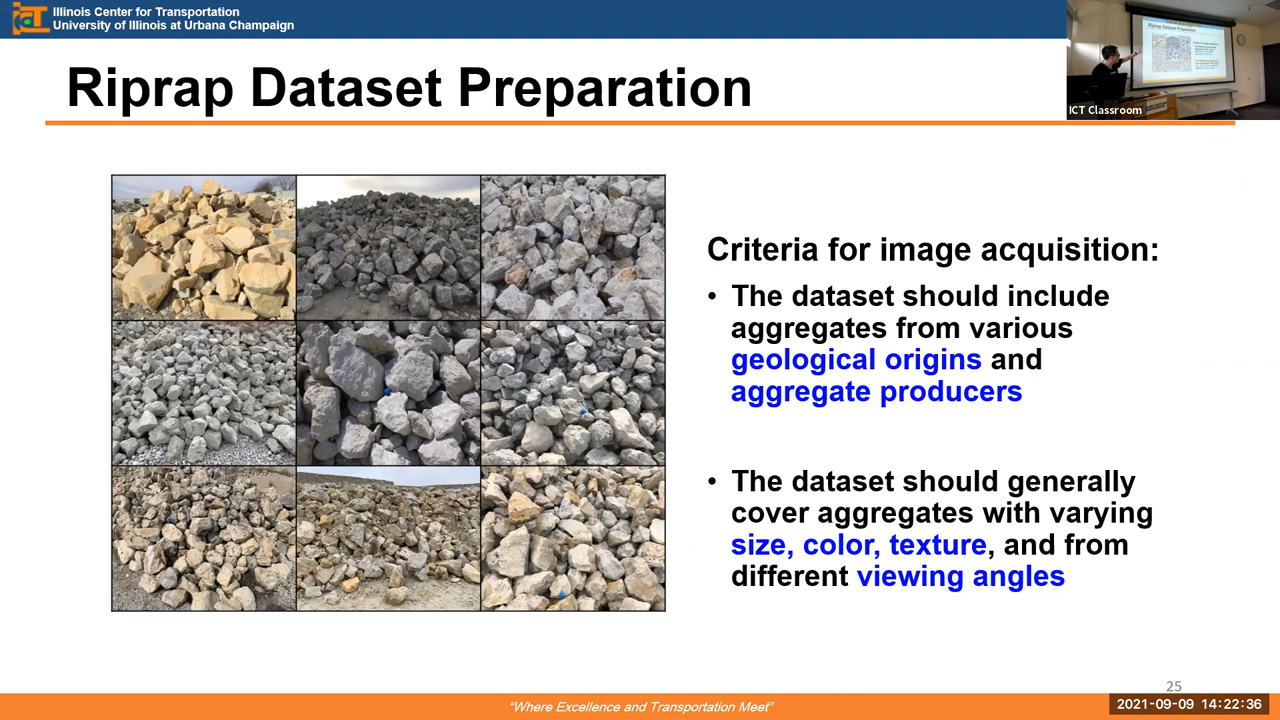 Illinois Center for Transportation
University of Illinois at Urbana Champaign
Riprap Dataset Preparation
ICT Classroom
Criteria for image acquisition:
• The dataset should include
aggregates from various
geological origins and
aggregate producers
• The dataset should generally
cover aggregates with varying
size, color, texture, and from
different viewing angles
25
“Where Excellence and Transportation Meet”
2021-09-09 14:22:36